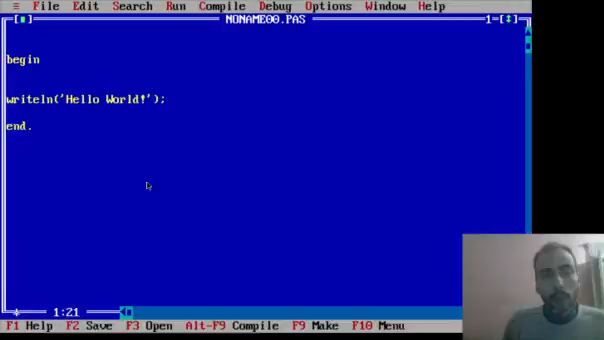 ≡ File Edit Search Run Compile Debug Options Window Help
[■] NONAME00.PAS 1=[↕]
begin
writeln('Hello World!');
end.
1:21
F1 Help F2 Save F3 Open Alt-F9 Compile F9 Make F10 Menu